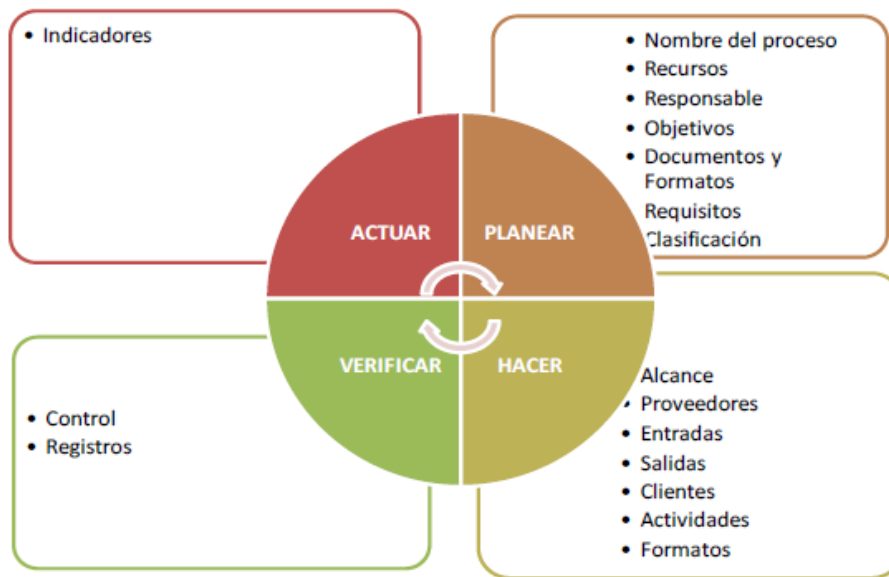 • Indicadores
• Nombre del proceso
• Recursos
• Responsable
• Objetivos
• Documentos y
Formatos
Requisitos
Clasificación
ACTUAR
PLANEAR
VERIFICAR
HACER
• Control
• Registros
Alcance
• Proveedores
• Entradas
• Salidas
• Clientes
• Actividades
• Formatos